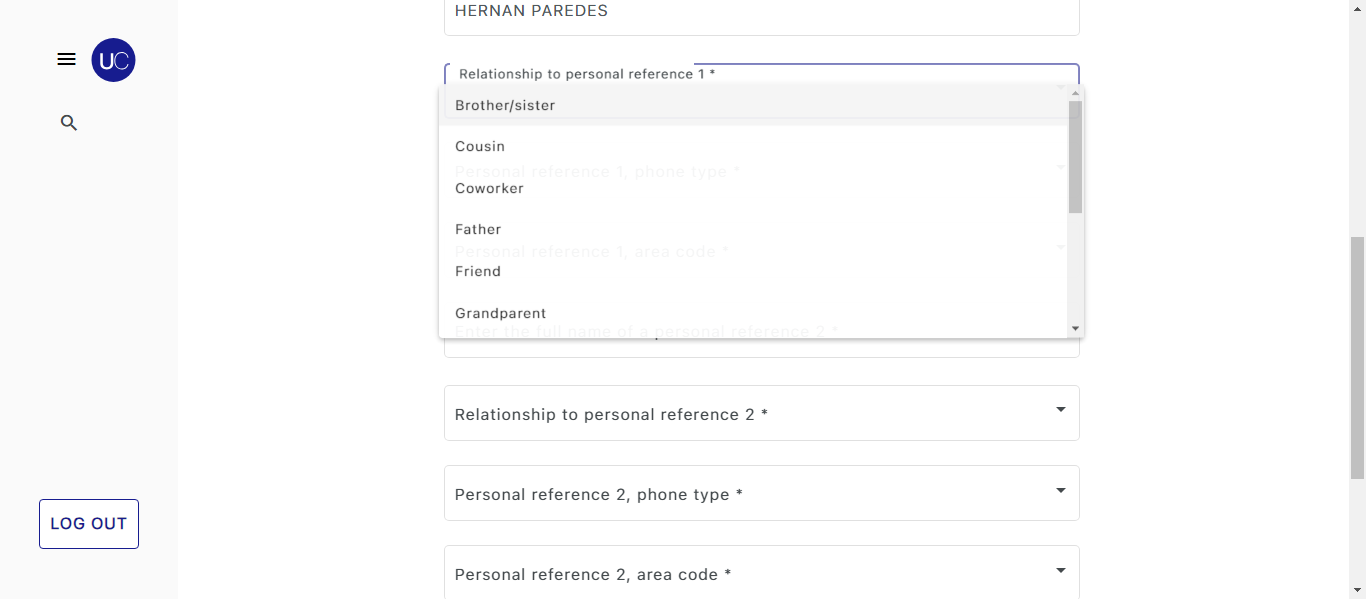 HERNAN PAREDES
UC
Relationship to personal reference 1 *
Brother/sister
Cousin
Personal reference 1, phone type *
Coworker
Father
Personal reference 1, area code *
Friend
Grandparent
Enter the full name of a personal reference 2 *
Relationship to personal reference 2 *
Personal reference 2, phone type *
LOG OUT
Personal reference 2, area code *